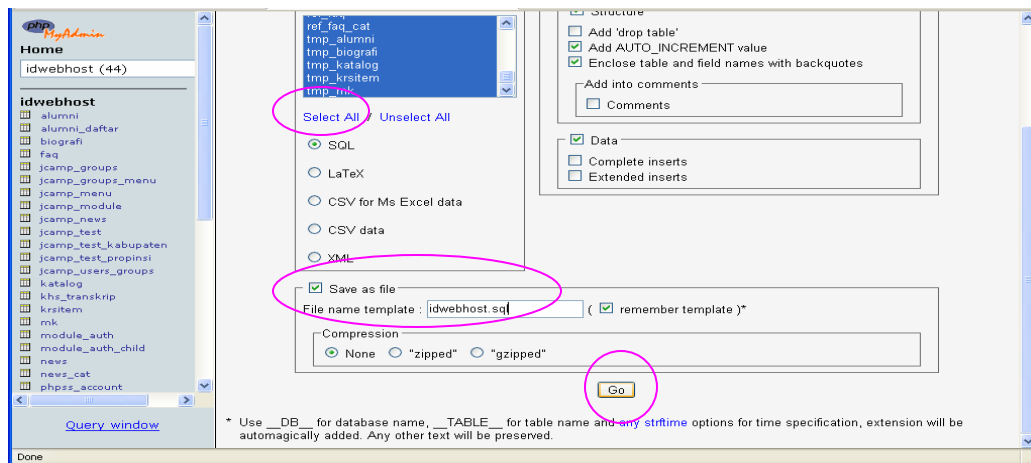 php
MyAdmin
Home
idwebhost (44)
idwebhost
alumni
alumni_daftar
biografi
faq
jcamp_groups
jcamp_groups_menu
jcamp_menu
jcamp_module
jcamp_news
jcamp_test
jcamp_test_kabupaten
jcamp_test_propinsi
jcamp_users_groups
katalog
khs_transkrip
krsitem
mk
module_auth
module_auth_child
news
news_cat
phpss_account
Query window
ref_faq
ref_faq_cat
tmp_alumni
tmp_biografi
tmp_katalog
tmp_krsitem
tmp_mk
Select All / Unselect All
SQL
LaTeX
CSV for Ms Excel data
CSV data
XML
Structure
Add 'drop table'
Add AUTO_INCREMENT value
Enclose table and field names with backquotes
Add into comments
Comments
Data
Complete inserts
Extended inserts
Save as file
File name template : idwebhost.sql ( remember template )*
Compression
None "zipped" "gzipped"
Go
* Use __DB__ for database name, __TABLE__ for table name and any strftime options for time specification, extension will be
automagically added. Any other text will be preserved.
Done